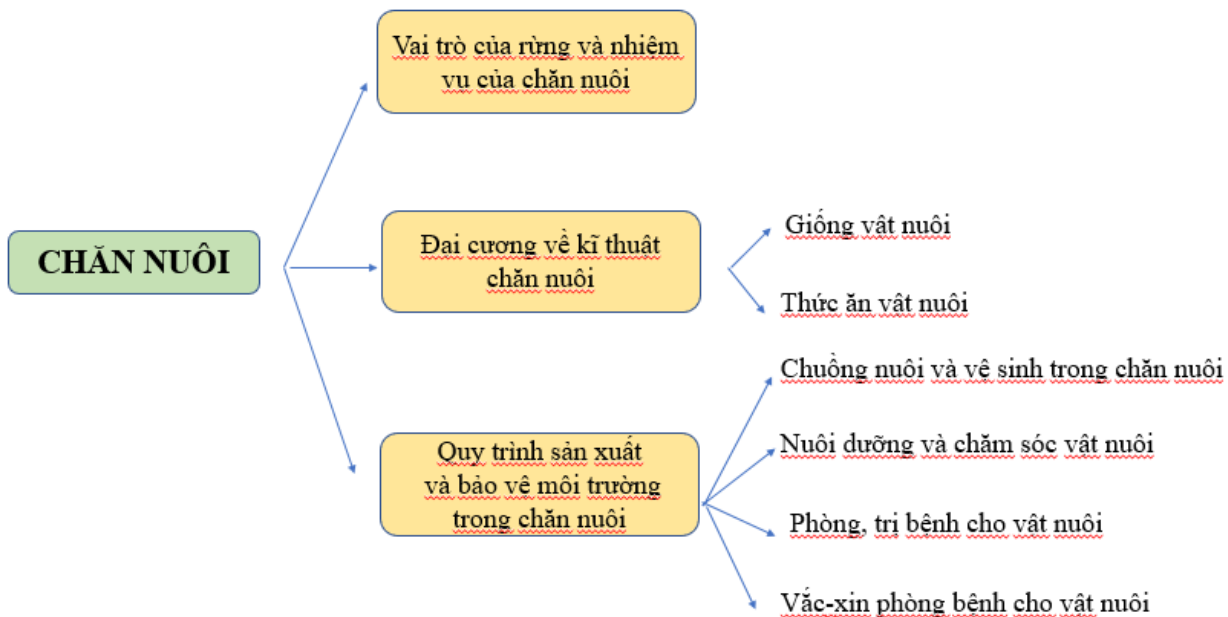 Vai trò của rừng và nhiệm
vụ của chăn nuôi
CHĂN NUÔI
Đại cương về kĩ thuật
chăn nuôi
Giống vật nuôi
Thức ăn vật nuôi
Quy trình sản xuất
và bảo vệ môi trường
trong chăn nuôi
Chuồng nuôi và vệ sinh trong chăn nuôi
Nuôi dưỡng và chăm sóc vật nuôi
Phòng, trị bệnh cho vật nuôi
Vắc-xin phòng bệnh cho vật nuôi